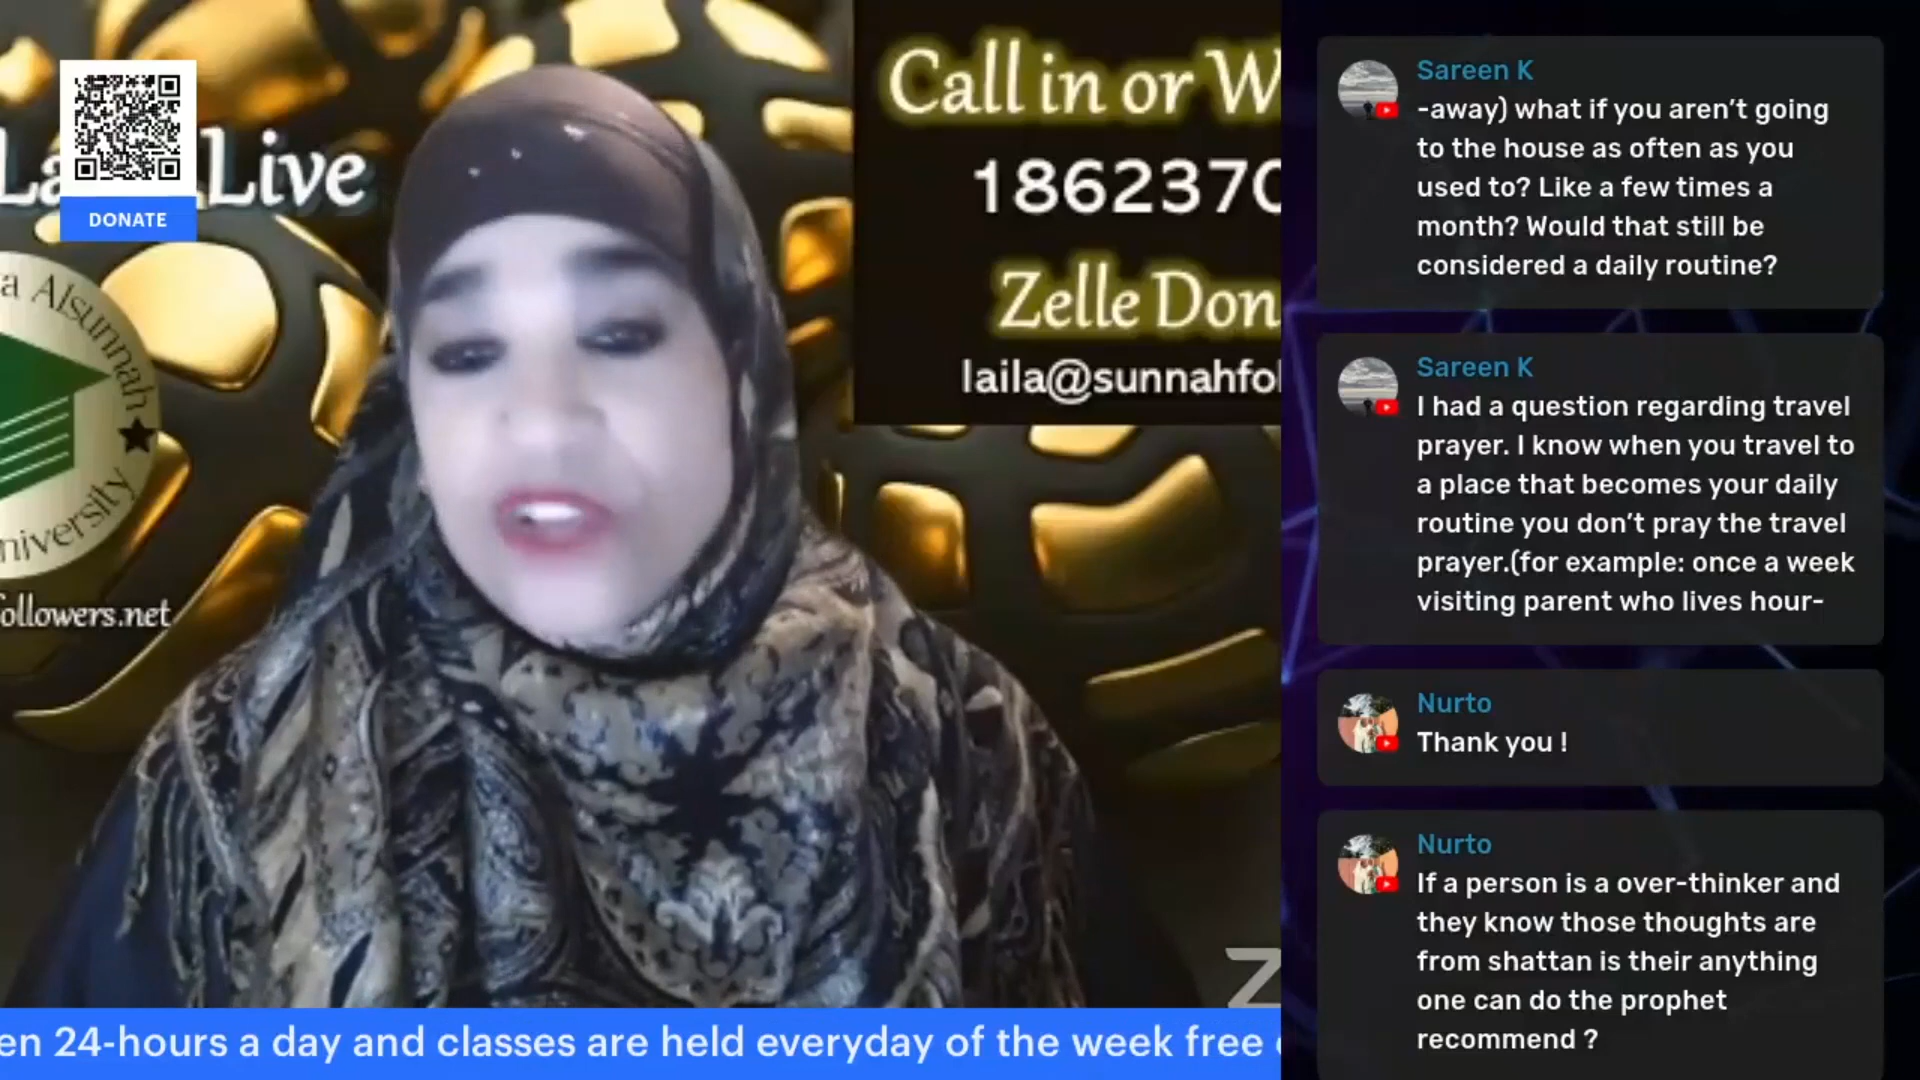 Live
DONATE
a Alsunnah
niversity
ollowers.net
Call in or W
1862370
Zelle Don
laila@sunnahfol
en 24-hours a day and classes are held everyday of the week free
Sareen K
-away) what if you aren’t going
to the house as often as you
used to? Like a few times a
month? Would that still be
considered a daily routine?
Sareen K
I had a question regarding travel
prayer. I know when you travel to
a place that becomes your daily
routine you don’t pray the travel
prayer.(for example: once a week
visiting parent who lives hour-
Nurto
Thank you !
Nurto
If a person is a over-thinker and
they know those thoughts are
from shattan is their anything
one can do the prophet
recommend ?